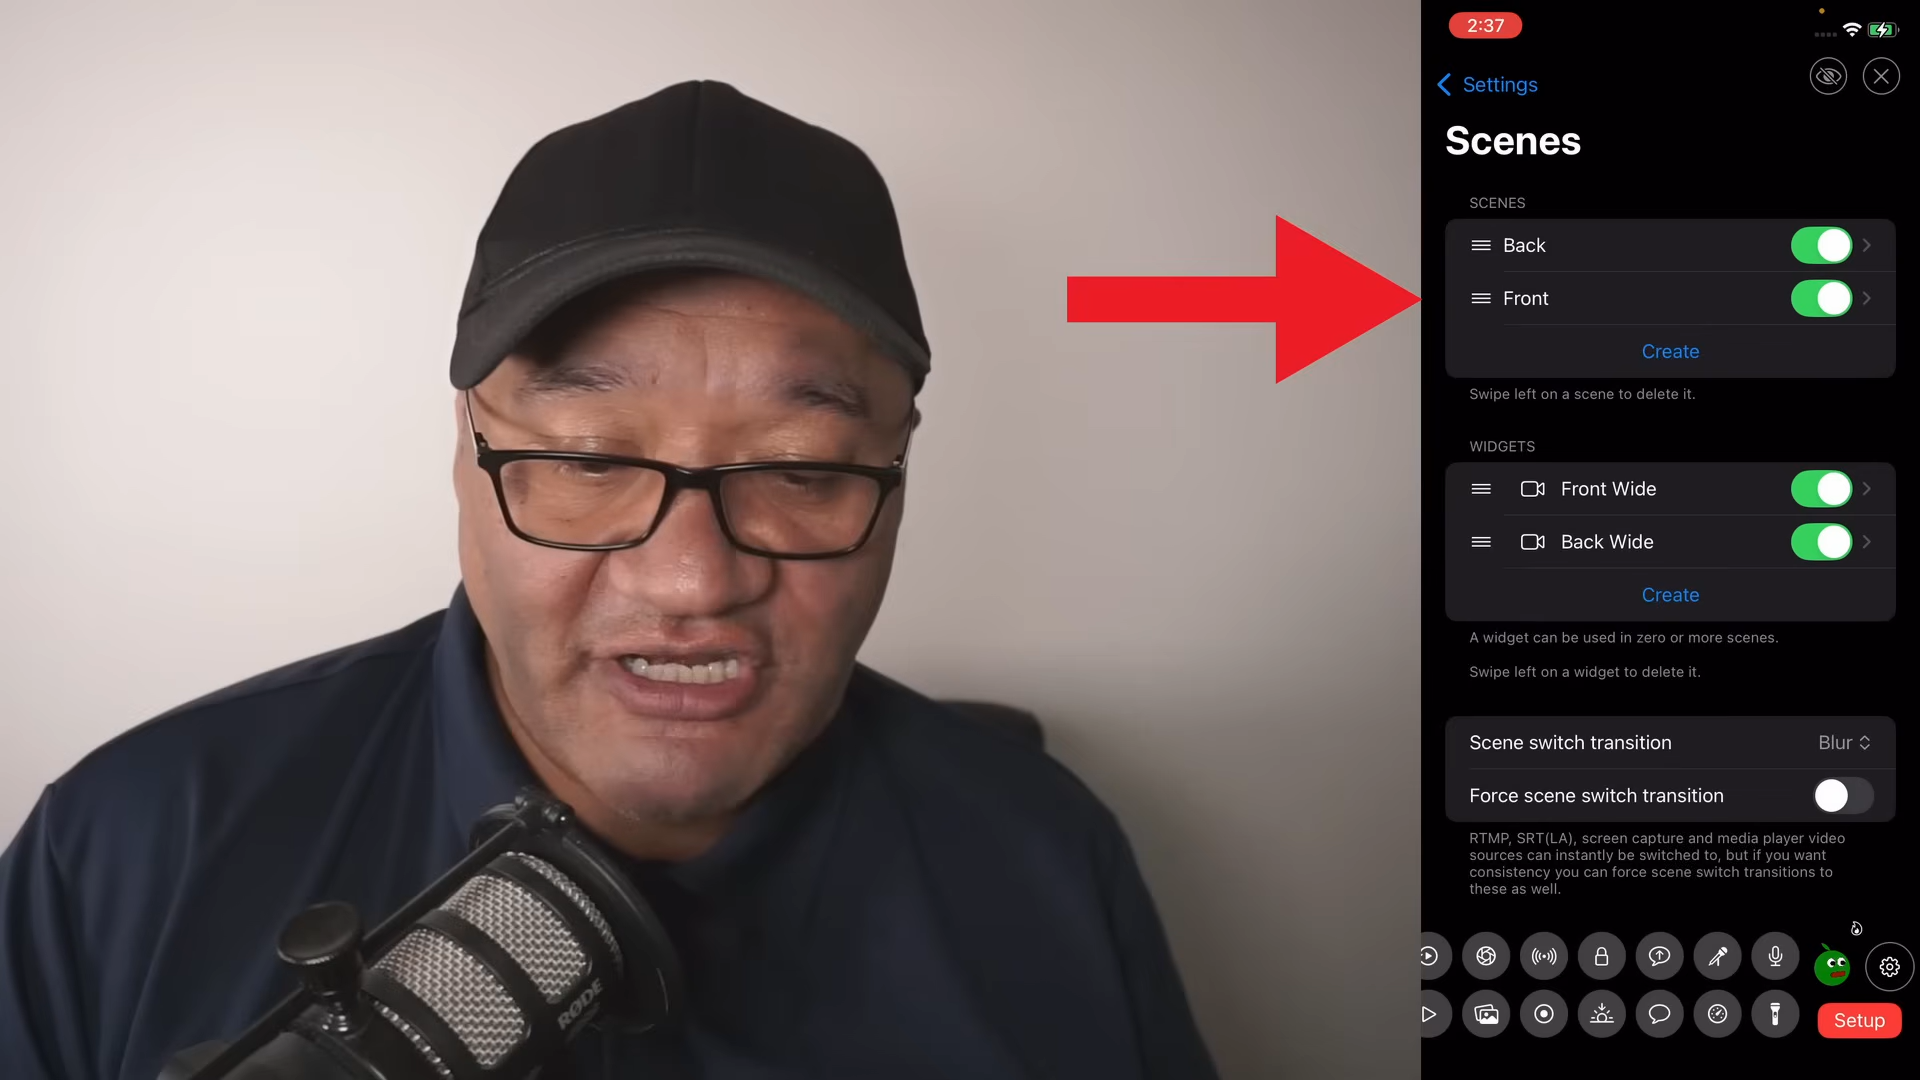 2:37
Settings
Scenes
SCENES
Back
Front
Create
Swipe left on a scene to delete it.
WIDGETS
Front Wide
Back Wide
Create
A widget can be used in zero or more scenes.
Swipe left on a widget to delete it.
Scene switch transition Blur
Force scene switch transition
RTMP, SRT(LA), screen capture and media player video
sources can instantly be switched to, but if you want
consistency you can force scene switch transitions to
these as well.
Setup
RØDE